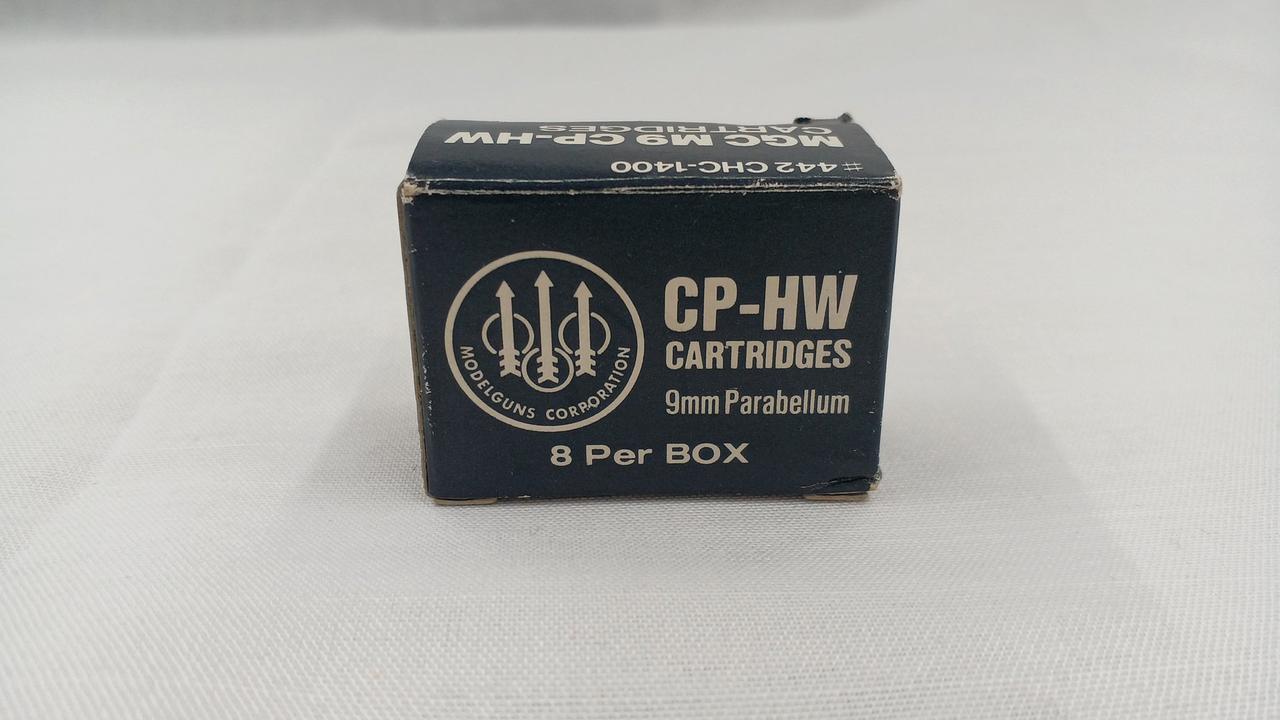 MGC M9 CP-HW
CARTRIDGES
#442 CHC-1400
MODELGUNS CORPORATION
CP-HW
CARTRIDGES
9mm Parabellum
8 Per BOX